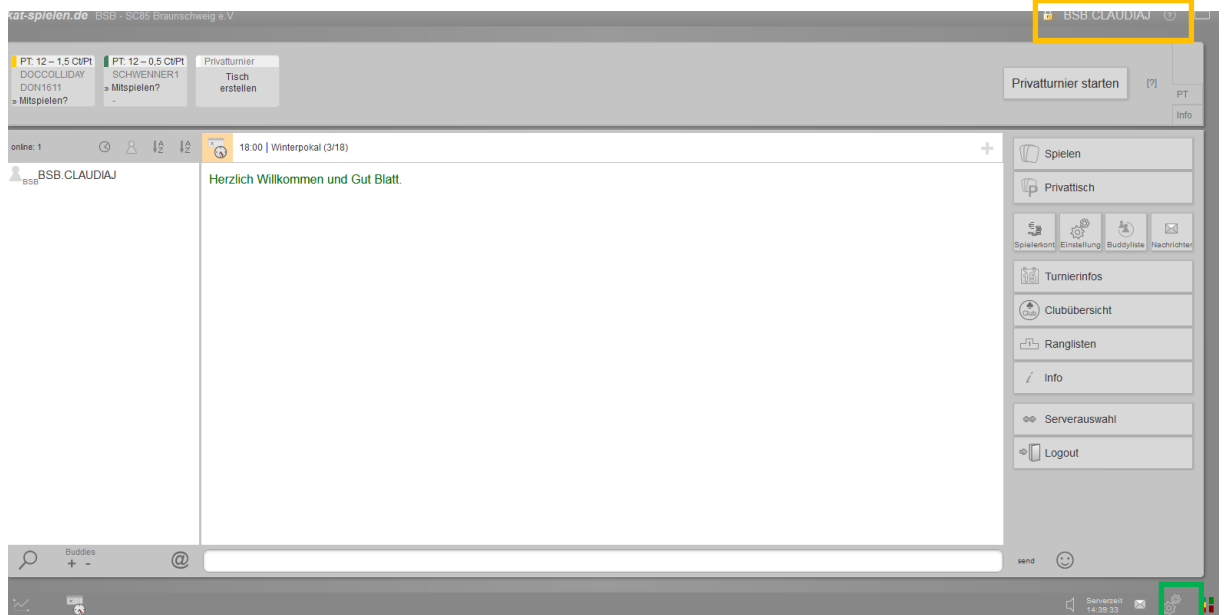 kat-spielen.de BSB - SC85 Braunschweig e.V.
BSB.CLAUDIAJ ?
PT: 12 – 1,5 Ct/Pt
DOCCOLLIDAY
DON1611
» Mitspielen?
PT: 12 – 0,5 Ct/Pt
SCHWENNER1
» Mitspielen?
-
Privatturnier
Tisch
erstellen
Privatturnier starten
[?]
PT
Info
online: 1
18:00 | Winterpokal (3/18)
BSB BSB.CLAUDIAJ
Herzlich Willkommen und Gut Blatt.
Spielen
Privattisch
Spielerkont
Einstellung
Buddyliste
Nachrichter
Turnierinfos
Clubübersicht
Ranglisten
Info
Serverauswahl
Logout
Buddies
+ -
@
send
Serverzeit
14:39:33